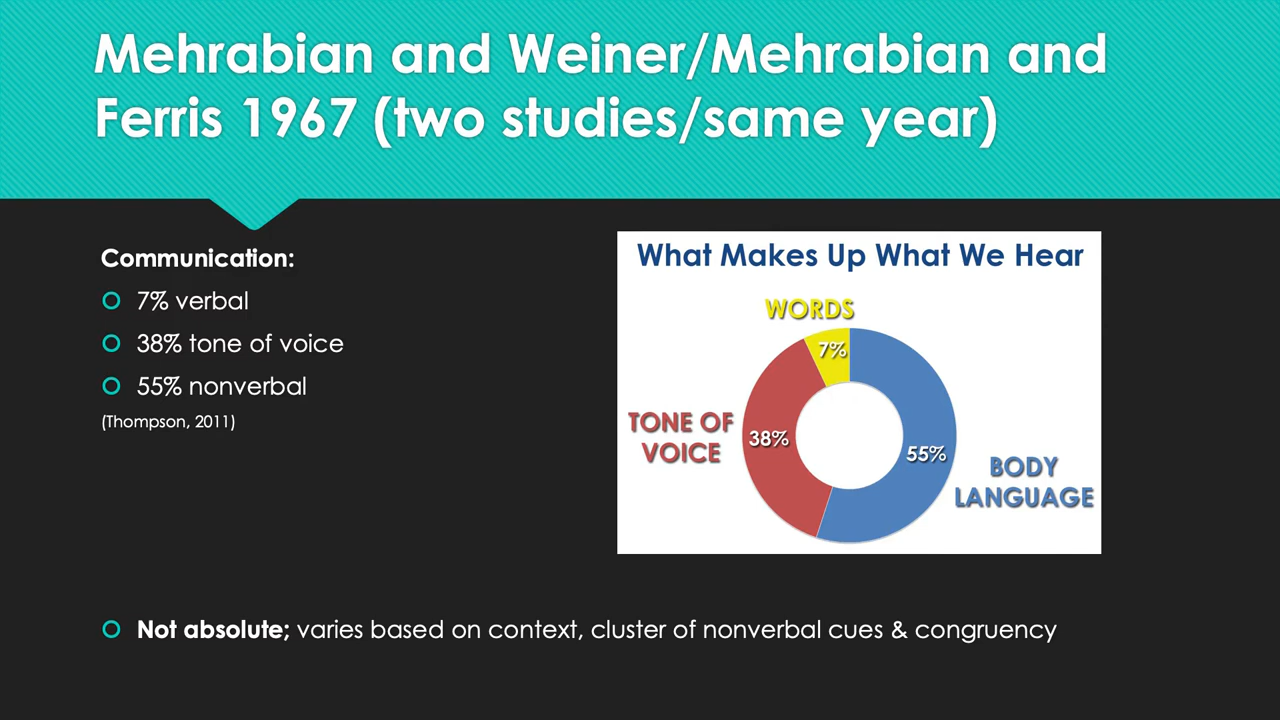 Mehrabian and Weiner/Mehrabian and
Ferris 1967 (two studies/same year)
Communication:
7% verbal
38% tone of voice
55% nonverbal
(Thompson, 2011)
What Makes Up What We Hear
WORDS
7%
TONE OF
VOICE
38%
55%
BODY
LANGUAGE
Not absolute; varies based on context, cluster of nonverbal cues & congruency